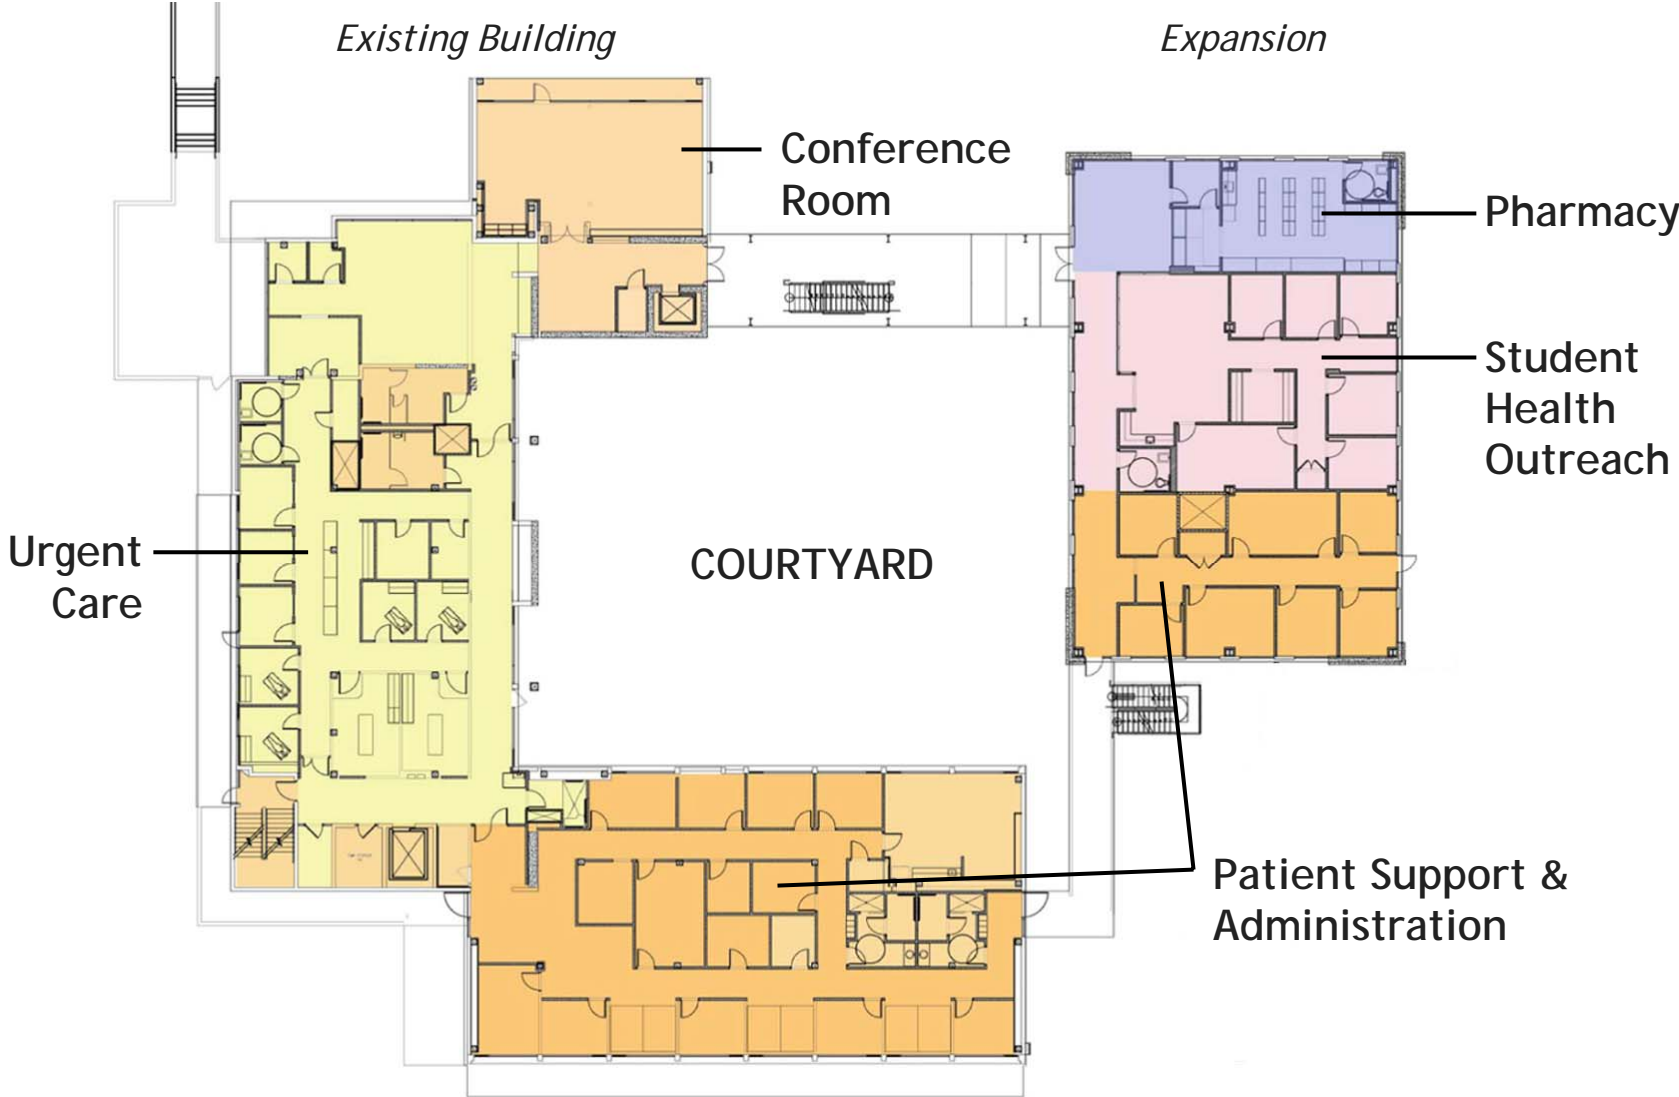 Existing Building
Expansion
Conference
Room
Pharmacy
Student
Health
Outreach
Urgent
Care
COURTYARD
Patient Support &
Administration